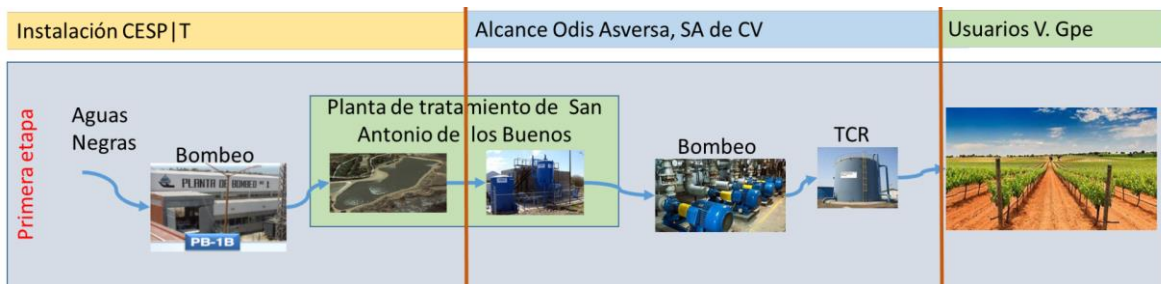 Instalación CESP|T
Alcance Odis Asversa, SA de CV
Usuarios V. Gpe
Primera etapa
Aguas
Negras
Bombeo
PLANTA DE BOMBEO
PB-1B
Planta de tratamiento de San
Antonio de los Buenos
Bombeo
TCR